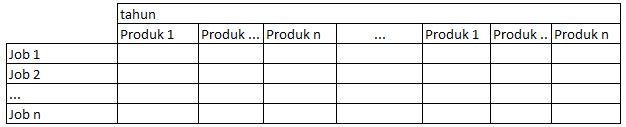 tahun
Produk 1 Produk ... Produk n ... Produk 1 Produk .. Produk n
Job 1
Job 2
...
Job n